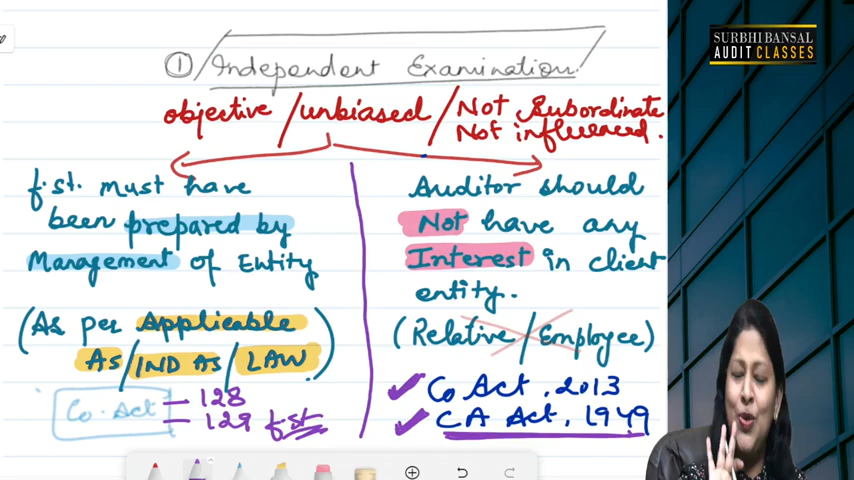 SURBHI BANSAL
AUDIT CLASSES
① Independent Examination.
objective / unbiased / Not Subordinate
Not influenced.
f.st. must have
been prepared by
Management of Entity
(As per Applicable
AS / IND AS / LAW.)
Co. Act — 128
— 129 f.st
Auditor should
Not have any
Interest in client
entity.
(Relative / Employee)
Co Act, 2013
CA Act, 1949